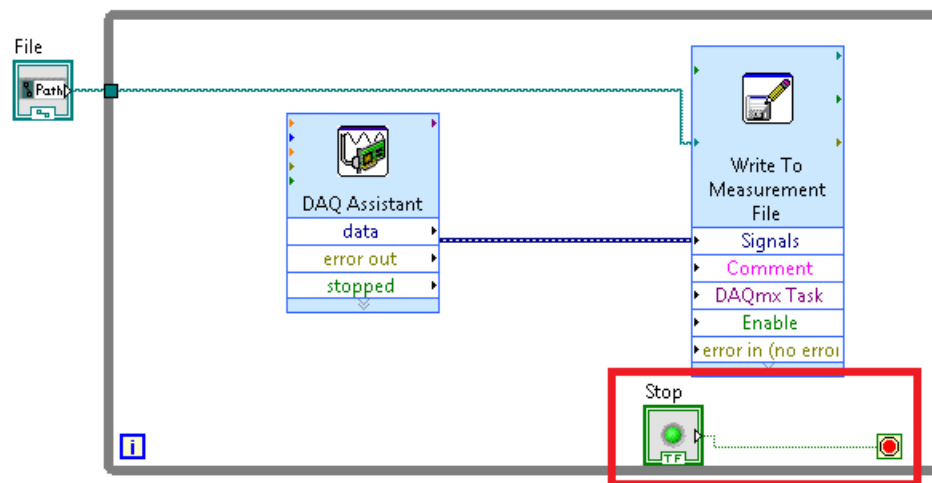 File
Path
DAQ Assistant
data
error out
stopped
Write To
Measurement
File
Signals
Comment
DAQmx Task
Enable
error in (no error
Stop
TF
i